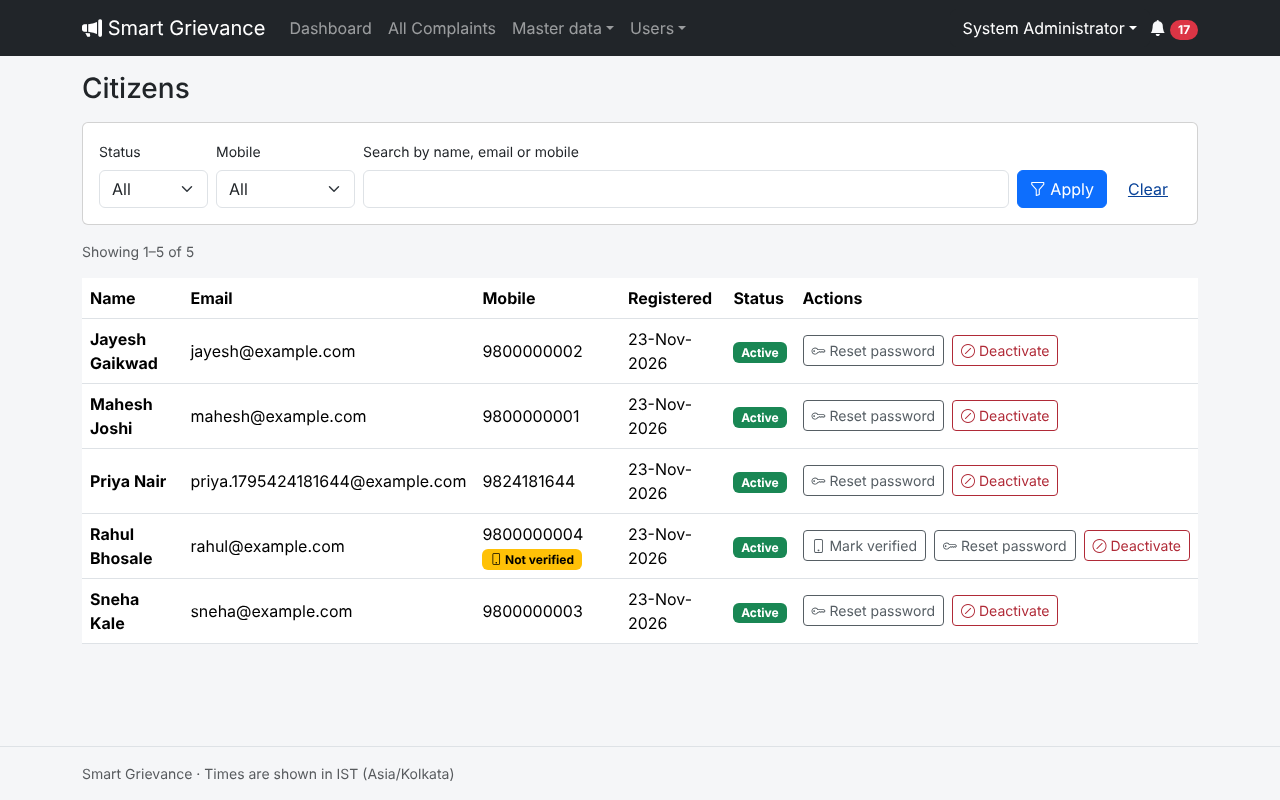 Smart Grievance Dashboard All Complaints Master data Users System Administrator 17
Citizens
Status Mobile Search by name, email or mobile
All All Apply Clear
Showing 1–5 of 5
Name Email Mobile Registered Status Actions
Jayesh Gaikwad jayesh@example.com 9800000002 23-Nov-2026 Active Reset password Deactivate
Mahesh Joshi mahesh@example.com 9800000001 23-Nov-2026 Active Reset password Deactivate
Priya Nair priya.1795424181644@example.com 9824181644 23-Nov-2026 Active Reset password Deactivate
Rahul Bhosale rahul@example.com 9800000004 Not verified 23-Nov-2026 Active Mark verified Reset password Deactivate
Sneha Kale sneha@example.com 9800000003 23-Nov-2026 Active Reset password Deactivate
Smart Grievance · Times are shown in IST (Asia/Kolkata)